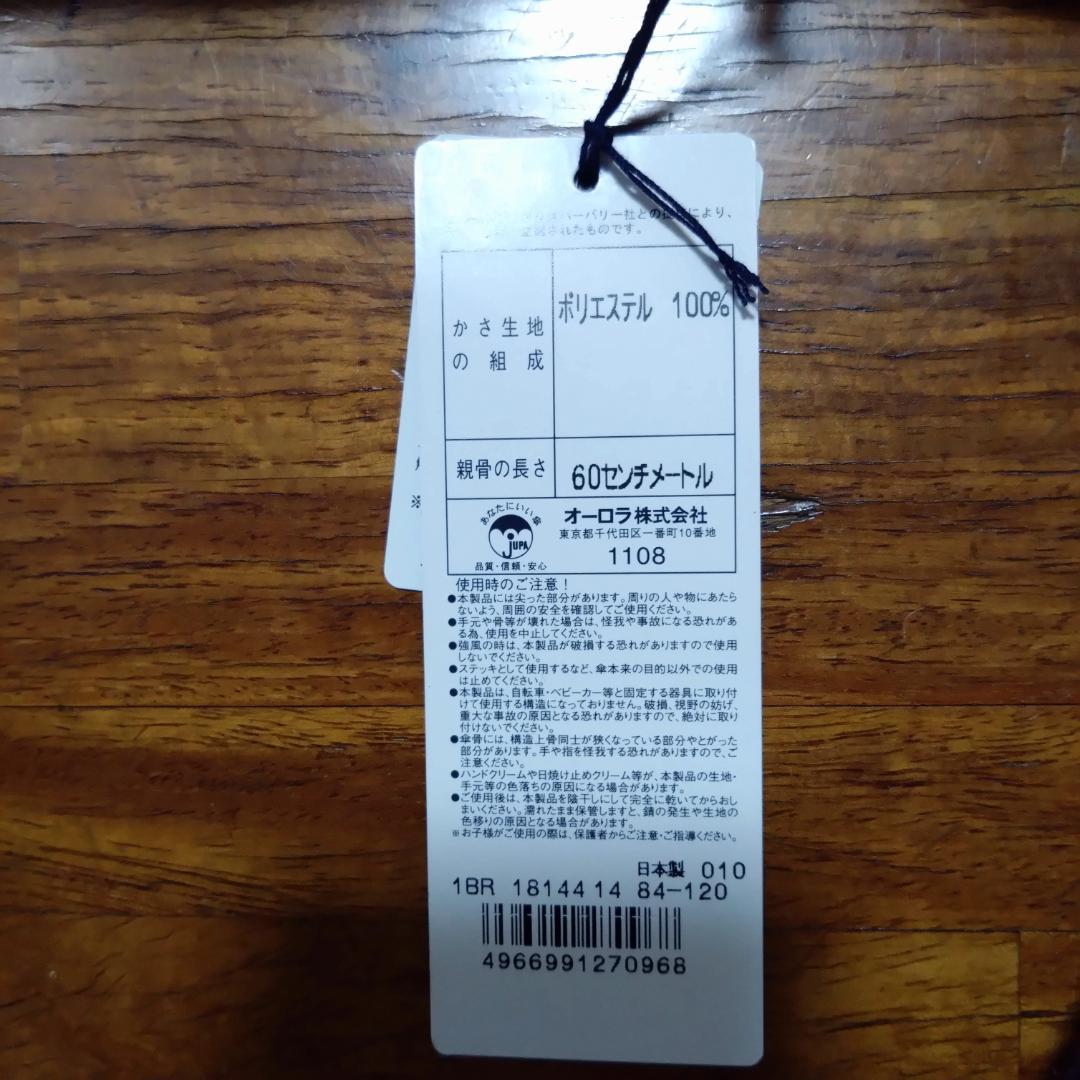 バーバリー社との提携により、
されたものです。
かさ生地
の組成
ポリエステル 100%
親骨の長さ
60センチメートル
あなたにいい傘
JUPA
品質・信頼・安心
オーロラ株式会社
東京都千代田区一番町10番地
1108
使用時のご注意！
●本製品には尖った部分があります。周りの人や物にあたら
ないよう、周囲の安全を確認してご使用ください。
●手元や骨等が壊れた場合は、怪我や事故になる恐れがあ
る為、使用を中止してください。
●強風の時は、本製品が破損する恐れがありますので使用
しないでください。
●ステッキとして使用するなど、傘本来の目的以外での使用
は止めてください。
●本製品は、自転車・ベビーカー等と固定する器具に取り付
けて使用する構造になっておりません。破損、視野の妨げ、
重大な事故の原因となる恐れがありますので、絶対に取り
付けないでください。
●傘骨には、構造上骨同士が狭くなっている部分やとがった
部分があります。手や指を怪我する恐れがありますので、ご
注意ください。
●ハンドクリームや日焼け止めクリーム等が、本製品の生地・
手元等の色落ちの原因になる場合があります。
●ご使用後は、本製品を陰干しにして完全に乾いてからおし
まいください。濡れたまま保管しますと、錆の発生や生地の
色移りの原因となる場合があります。
※お子様がご使用の際は、保護者からご注意・ご指導ください。
日本製 010
1BR 1814414 84-120
4966991270968
※